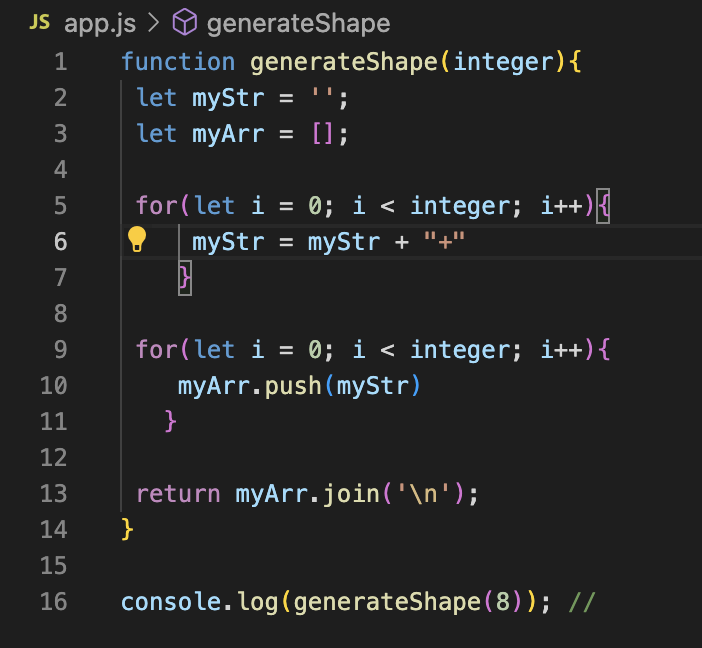 JS app.js > generateShape
1 function generateShape(integer){
2 let myStr = '';
3 let myArr = [];
4
5 for(let i = 0; i < integer; i++){
6 myStr = myStr + "+"
7 }
8
9 for(let i = 0; i < integer; i++){
10 myArr.push(myStr)
11 }
12
13 return myArr.join('\n');
14 }
15
16 console.log(generateShape(8)); //